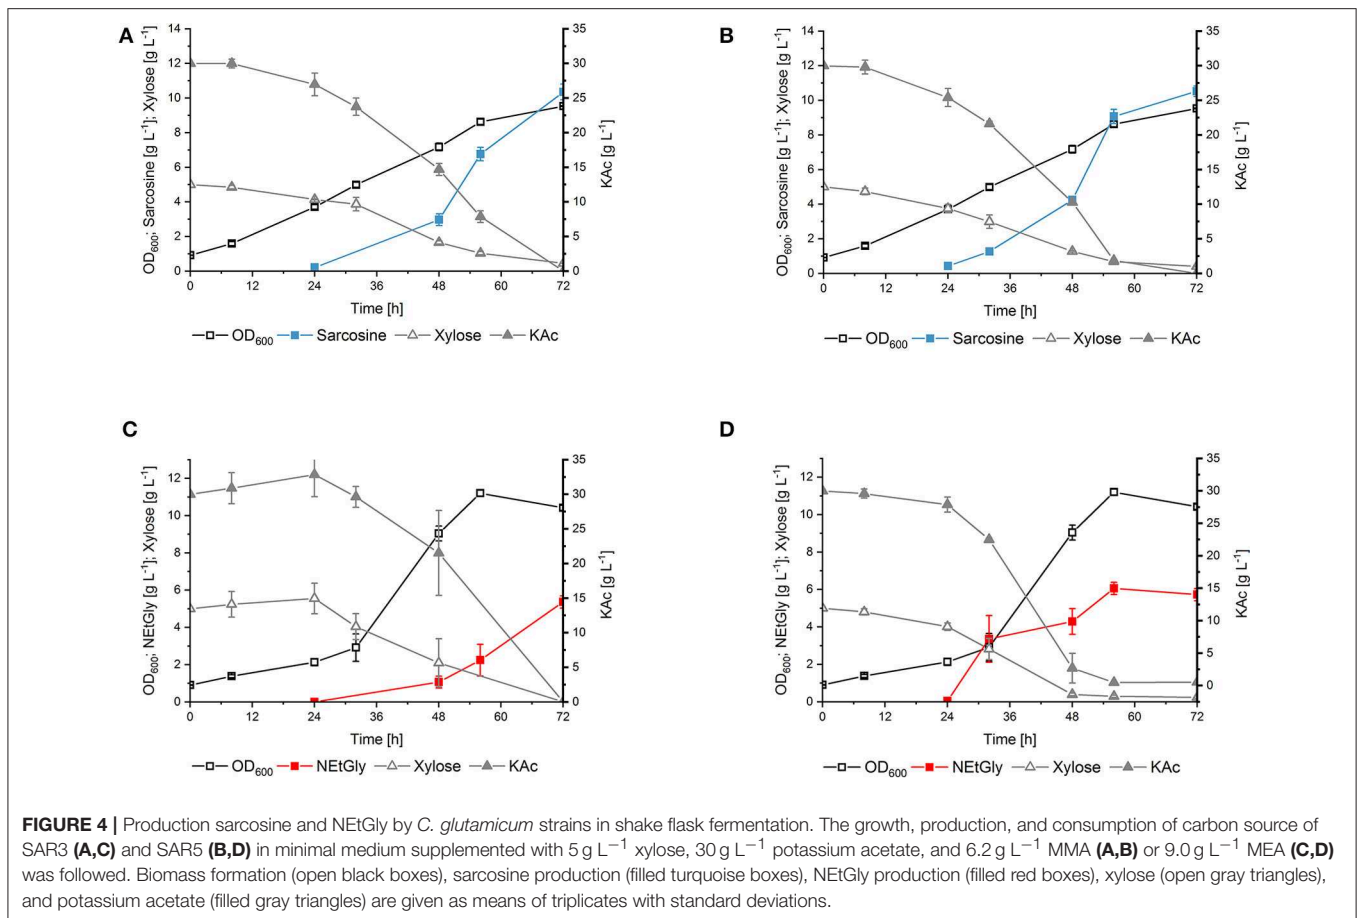 A
B
14
12
10
8
6
4
2
0
OD600; Sarcosine [g L-1]; Xylose [g L-1]
35
30
25
20
15
10
5
0
KAc [g L-1]
0 12 24 36 48 60 72
Time [h]
OD600 Sarcosine Xylose KAc
14
12
10
8
6
4
2
0
OD600; Sarcosine [g L-1]; Xylose [g L-1]
35
30
25
20
15
10
5
0
KAc [g L-1]
0 12 24 36 48 60 72
Time [h]
OD600 Sarcosine Xylose KAc
C
D
12
10
8
6
4
2
0
OD600; NEtGly [g L-1]; Xylose [g L-1]
35
30
25
20
15
10
5
0
KAc [g L-1]
0 12 24 36 48 60 72
Time [h]
OD600 NEtGly Xylose KAc
12
10
8
6
4
2
0
OD600; NEtGly [g L-1]; Xylose [g L-1]
35
30
25
20
15
10
5
0
KAc [g L-1]
0 12 24 36 48 60 72
Time [h]
OD600 NEtGly Xylose KAc
FIGURE 4 | Production sarcosine and NEtGly by C. glutamicum strains in shake flask fermentation. The growth, production, and consumption of carbon source of
SAR3 (A,C) and SAR5 (B,D) in minimal medium supplemented with 5 g L−1 xylose, 30 g L−1 potassium acetate, and 6.2 g L−1 MMA (A,B) or 9.0 g L−1 MEA (C,D)
was followed. Biomass formation (open black boxes), sarcosine production (filled turquoise boxes), NEtGly production (filled red boxes), xylose (open gray triangles),
and potassium acetate (filled gray triangles) are given as means of triplicates with standard deviations.